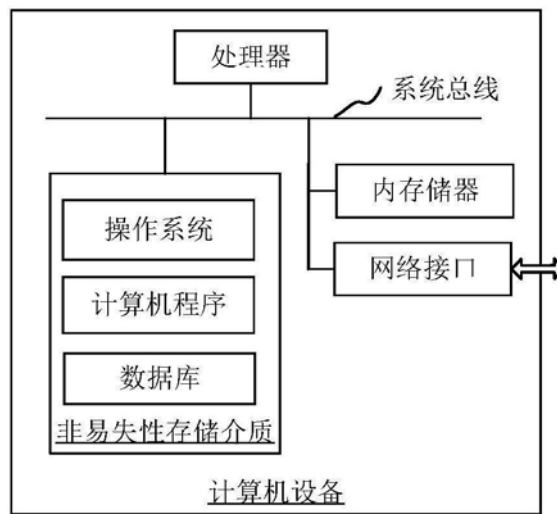 处理器
系统总线
内存储器
网络接口
操作系统
计算机程序
数据库
非易失性存储介质
计算机设备